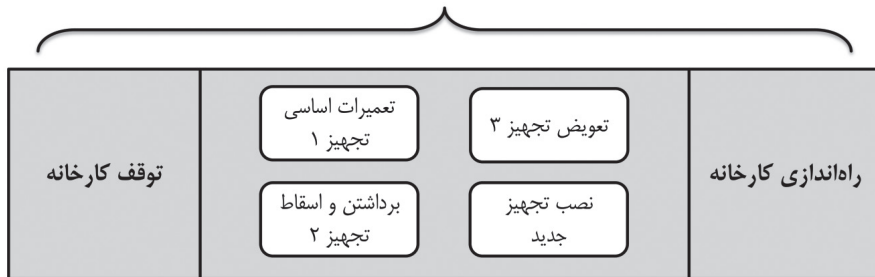 راه‌اندازی کارخانه
تعویض تجهیز ۳
نصب تجهیز
جدید
تعمیرات اساسی
تجهیز ۱
برداشتن و اسقاط
تجهیز ۲
توقف کارخانه